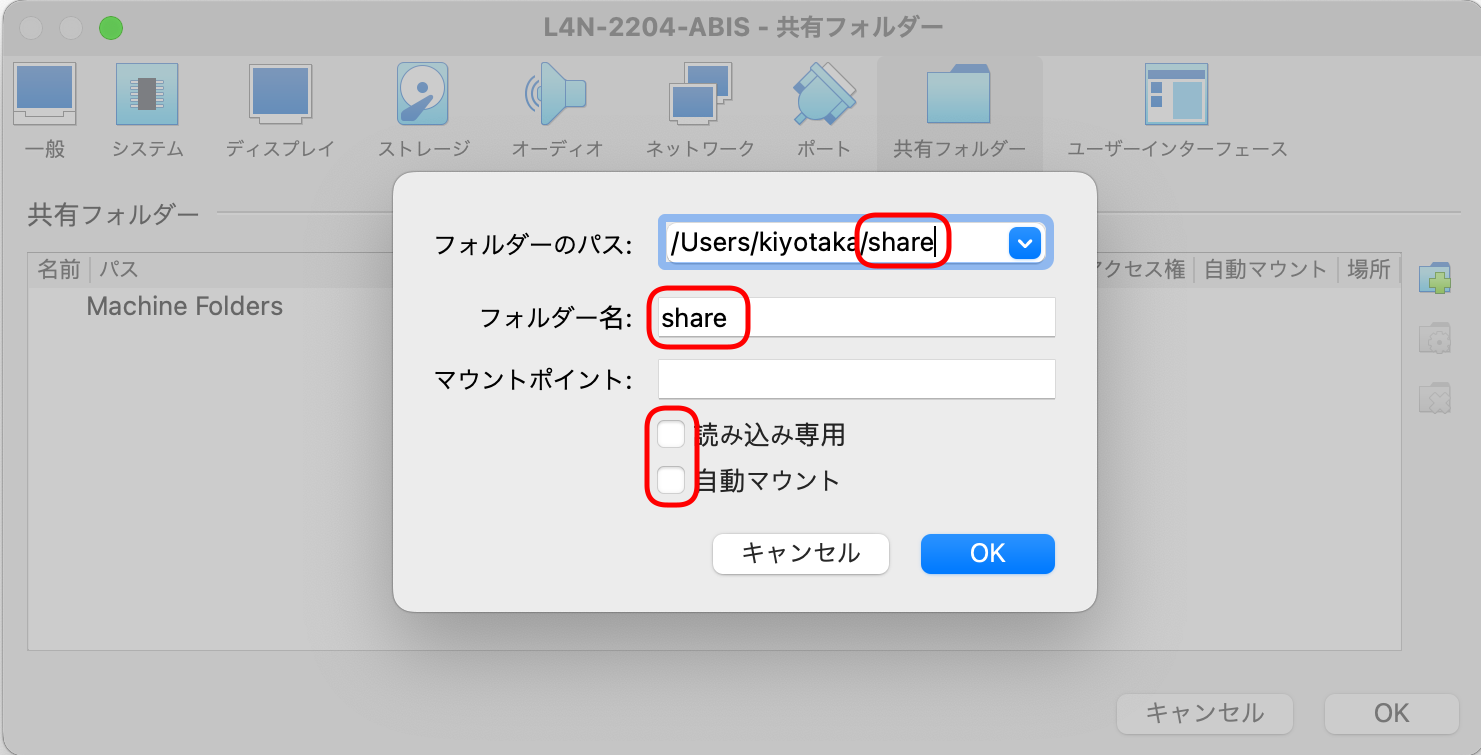 L4N-2204-ABIS - 共有フォルダー
一般 システム ディスプレイ ストレージ オーディオ ネットワーク ポート 共有フォルダー ユーザーインターフェース
共有フォルダー
名前 パス アクセス権 自動マウント 場所
Machine Folders
フォルダーのパス: /Users/kiyotaka/share
フォルダー名: share
マウントポイント:
読み込み専用
自動マウント
キャンセル OK
キャンセル OK